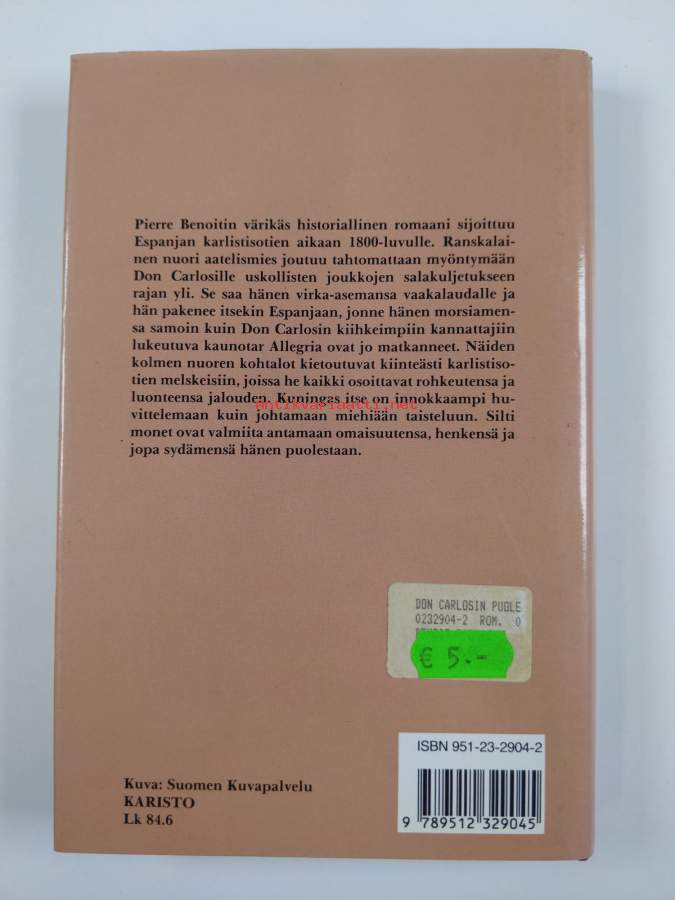 Pierre Benoitin värikäs historiallinen romaani sijoittuu
Espanjan karlistisotien aikaan 1800-luvulle. Ranskalai-
nen nuori aatelismies joutuu tahtomattaan myöntymään
Don Carlosille uskollisten joukkojen salakuljetukseen
rajan yli. Se saa hänen virka-asemansa vaakalaudalle ja
hän pakenee itsekin Espanjaan, jonne hänen morsiamen-
sa samoin kuin Don Carlosin kiihkeimpiin kannattajiin
lukeutuva kaunotar Allegria ovat jo matkanneet. Näiden
kolmen nuoren kohtalot kietoutuvat kiinteästi karlistiso-
tien melskeisiin, joissa he kaikki osoittavat rohkeutensa ja
luonteensa jalouden. Kuningas itse on innokkaampi hu-
antikvariaatti.net
vittelemaan kuin johtamaan miehiään taisteluun. Silti
monet ovat valmiita antamaan omaisuutensa, henkensä ja
jopa sydämensä hänen puolestaan.
DON CARLOSIN PUOLE
0232904-2 ROM. 0
€ 5.-
ISBN 951-23-2904-2
9 789512 329045
Kuva: Suomen Kuvapalvelu
KARISTO
Lk 84.6